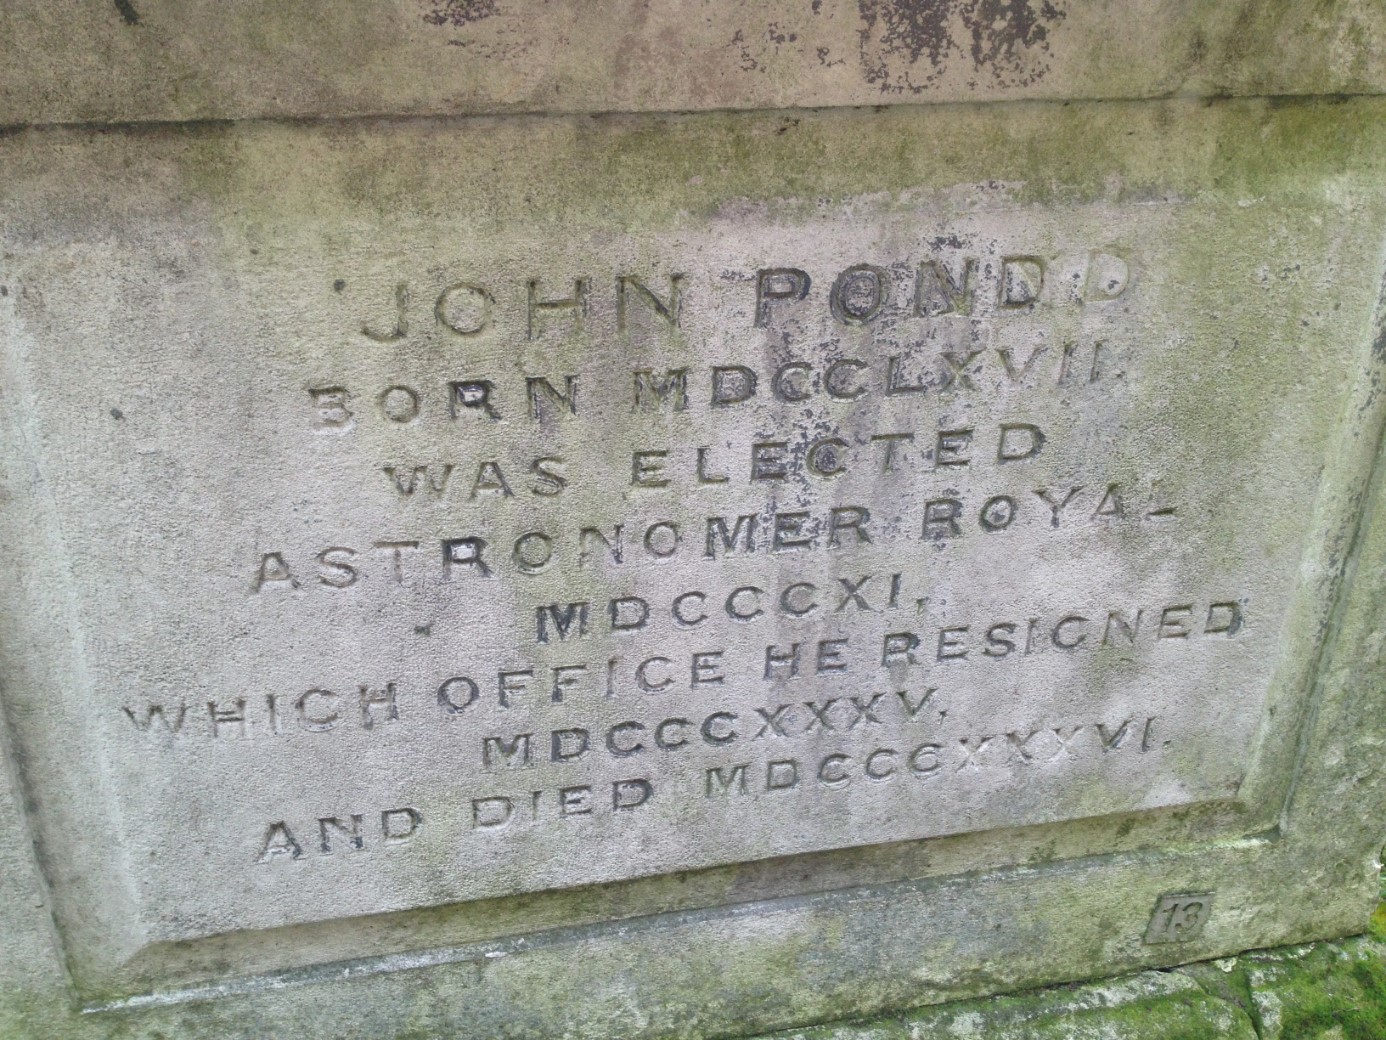 JOHN POND
BORN MDCCLXVII.
WAS ELECTED
ASTRONOMER ROYAL
MDCCCXI,
WHICH OFFICE HE RESIGNED
MDCCCXXXV,
AND DIED MDCCCXXXVI.
13